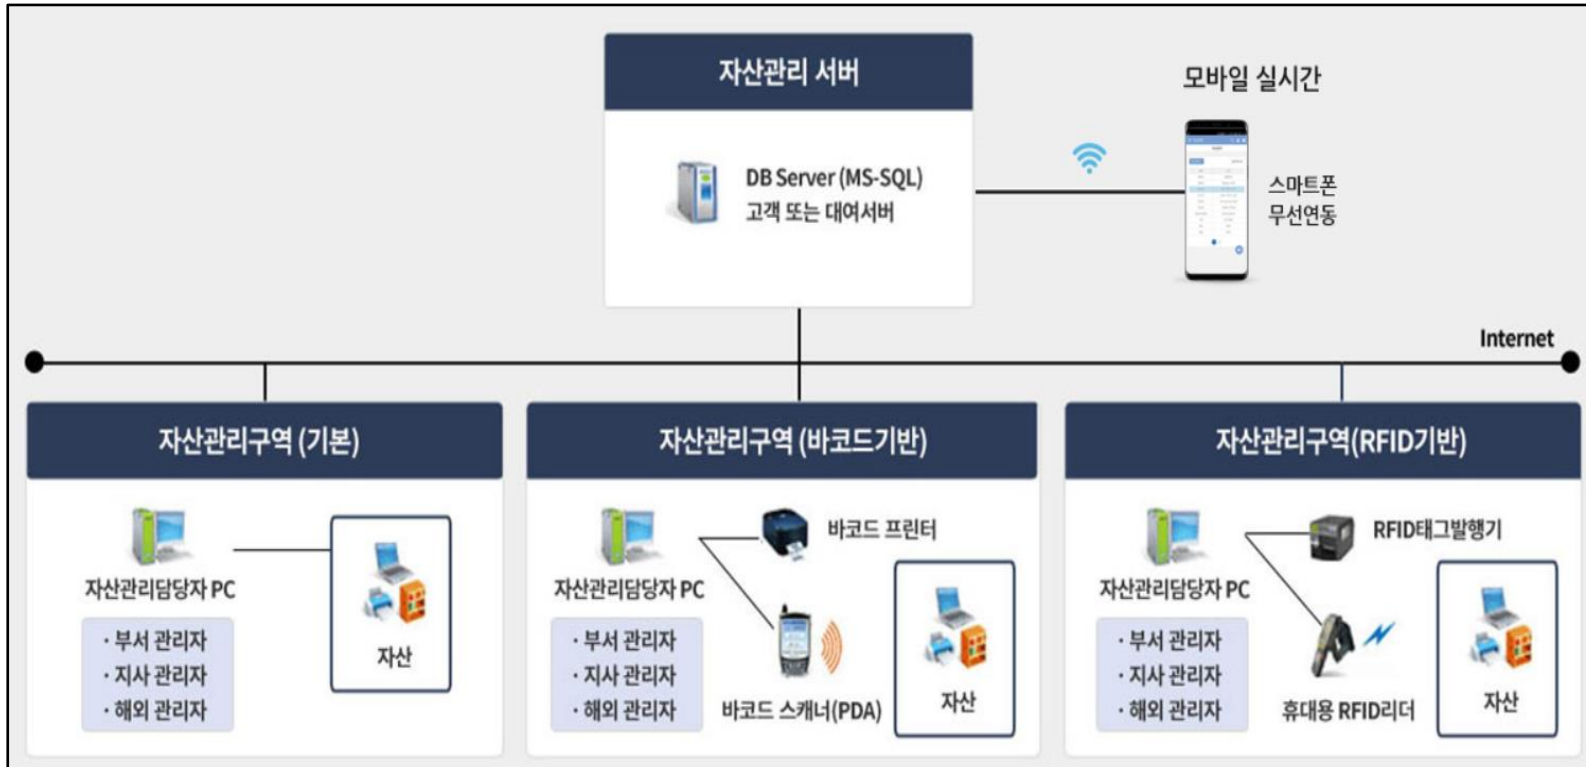 자산관리 서버
DB Server (MS-SQL)
고객 또는 대여서버
모바일 실시간
스마트폰
무선연동
Internet
자산관리구역 (기본)
자산관리담당자 PC
· 부서 관리자
· 지사 관리자
· 해외 관리자
자산
자산관리구역 (바코드기반)
바코드 프린터
자산관리담당자 PC
· 부서 관리자
· 지사 관리자
· 해외 관리자
바코드 스캐너(PDA)
자산
자산관리구역(RFID기반)
RFID태그발행기
자산관리담당자 PC
· 부서 관리자
· 지사 관리자
· 해외 관리자
휴대용 RFID리더
자산